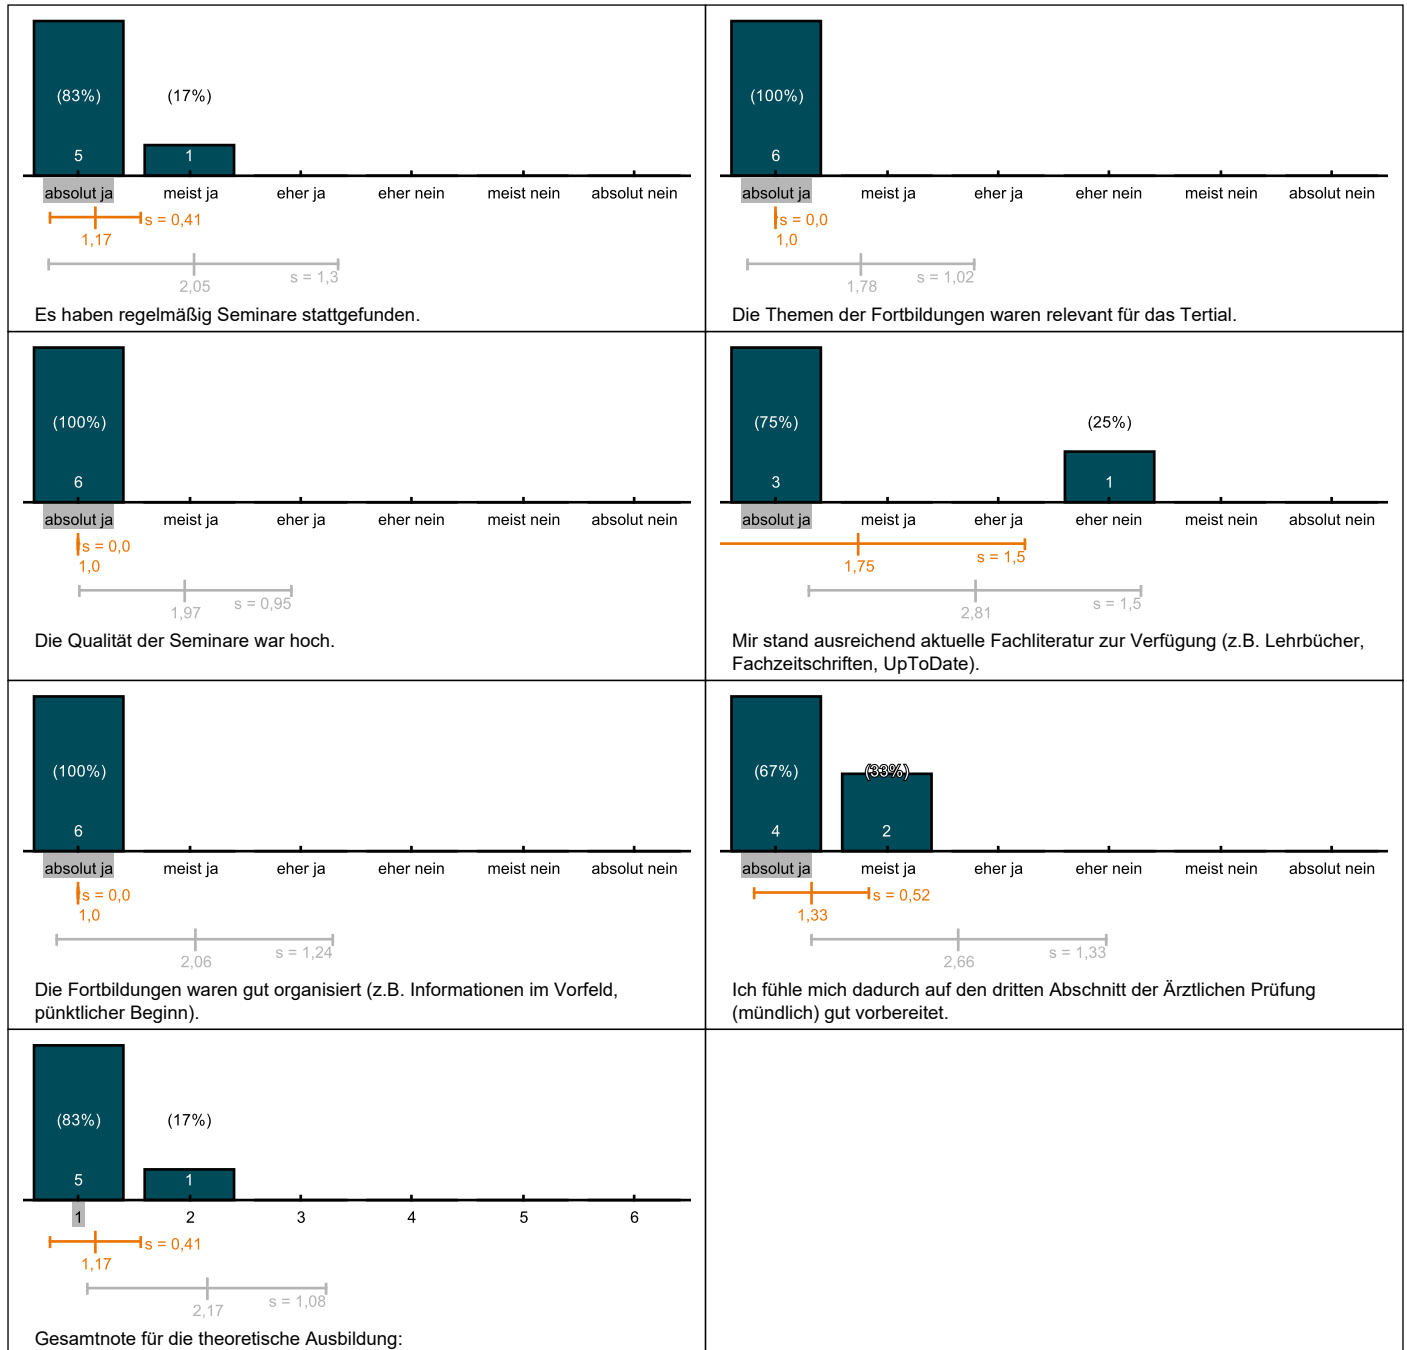 (83%) (17%)
5 1
absolut ja meist ja eher ja eher nein meist nein absolut nein
s = 0,41
1,17
s = 1,3
2,05
Es haben regelmäßig Seminare stattgefunden.
(100%)
6
absolut ja meist ja eher ja eher nein meist nein absolut nein
s = 0,0
1,0
s = 1,02
1,78
Die Themen der Fortbildungen waren relevant für das Tertial.
(100%)
6
absolut ja meist ja eher ja eher nein meist nein absolut nein
s = 0,0
1,0
s = 0,95
1,97
Die Qualität der Seminare war hoch.
(75%) (25%)
3 1
absolut ja meist ja eher ja eher nein meist nein absolut nein
s = 1,5
1,75
s = 1,5
2,81
Mir stand ausreichend aktuelle Fachliteratur zur Verfügung (z.B. Lehrbücher,
Fachzeitschriften, UpToDate).
(100%)
6
absolut ja meist ja eher ja eher nein meist nein absolut nein
s = 0,0
1,0
s = 1,24
2,06
Die Fortbildungen waren gut organisiert (z.B. Informationen im Vorfeld,
pünktlicher Beginn).
(67%) (33%)
4 2
absolut ja meist ja eher ja eher nein meist nein absolut nein
s = 0,52
1,33
s = 1,33
2,66
Ich fühle mich dadurch auf den dritten Abschnitt der Ärztlichen Prüfung
(mündlich) gut vorbereitet.
(83%) (17%)
5 1
1 2 3 4 5 6
s = 0,41
1,17
s = 1,08
2,17
Gesamtnote für die theoretische Ausbildung: